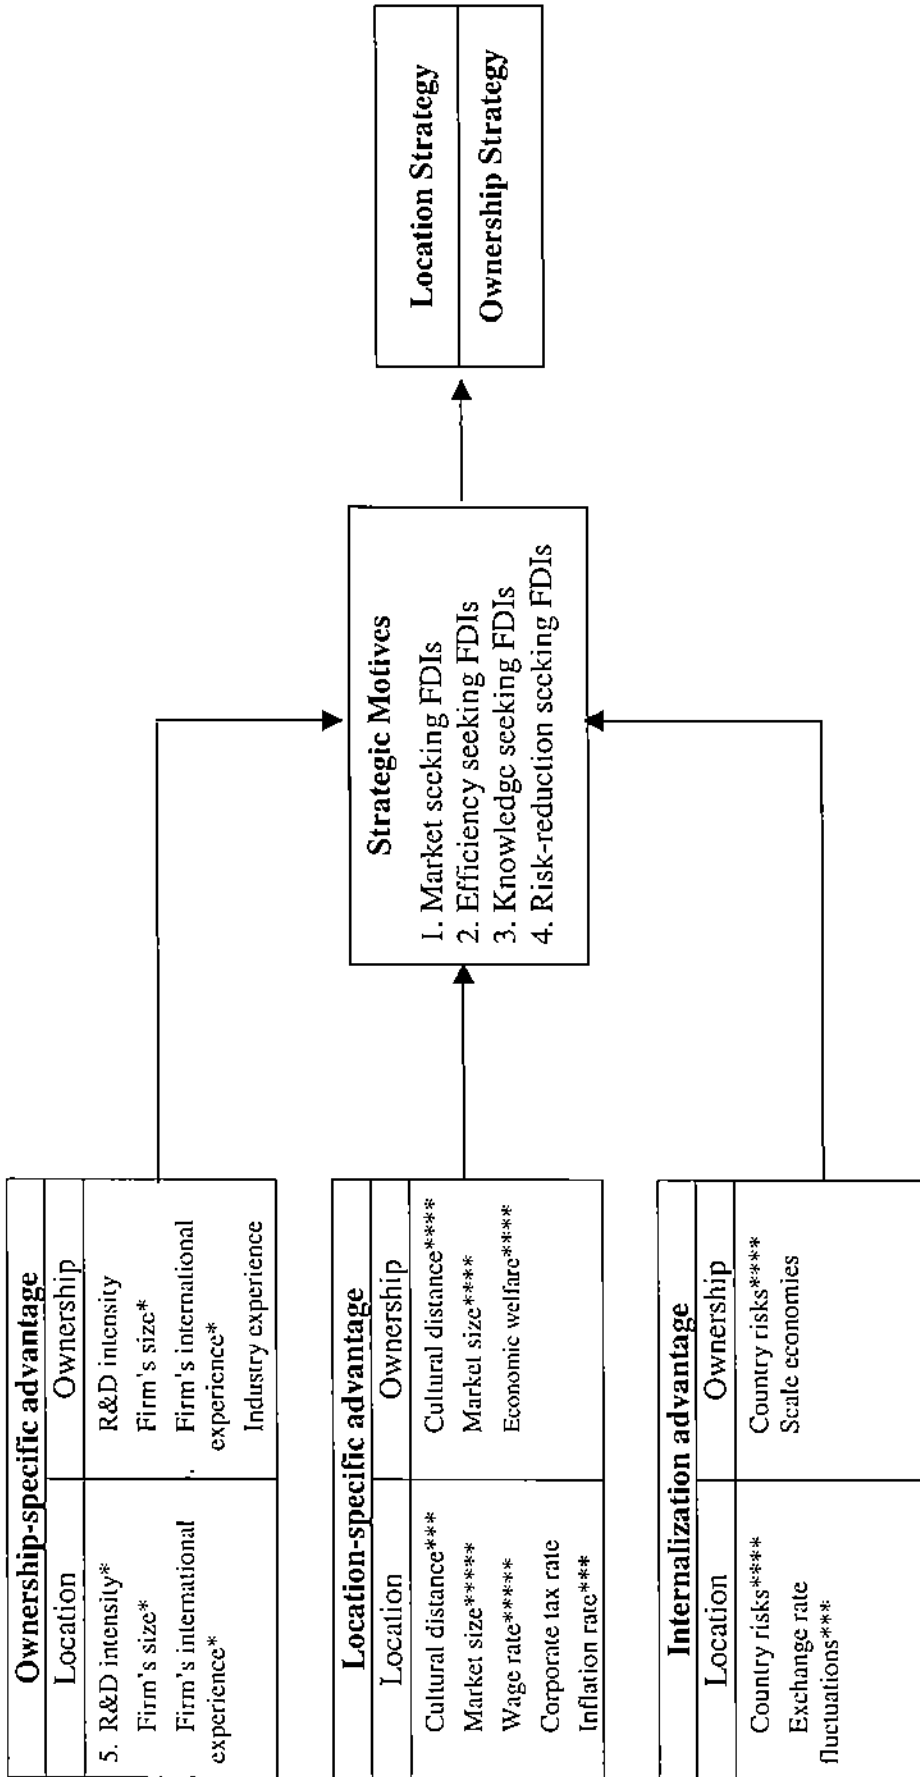 Ownership-specific advantage
Location
Ownership
5. R&D intensity*
Firm's size*
Firm's international
experience*
R&D intensity
Firm's size*
Firm's international
experience*
Industry experience
Location-specific advantage
Location
Ownership
Cultural distance***
Market size*****
Wage rate*****
Corporate tax rate
Inflation rate***
Cultural distance****
Market size****
Economic welfare****
Internalization advantage
Location
Ownership
Country risks****
Exchange rate
fluctuations***
Country risks****
Scale economies
Strategic Motives
1. Market seeking FDIs
2. Efficiency seeking FDIs
3. Knowledge seeking FDIs
4. Risk-reduction seeking FDIs
Location Strategy
Ownership Strategy